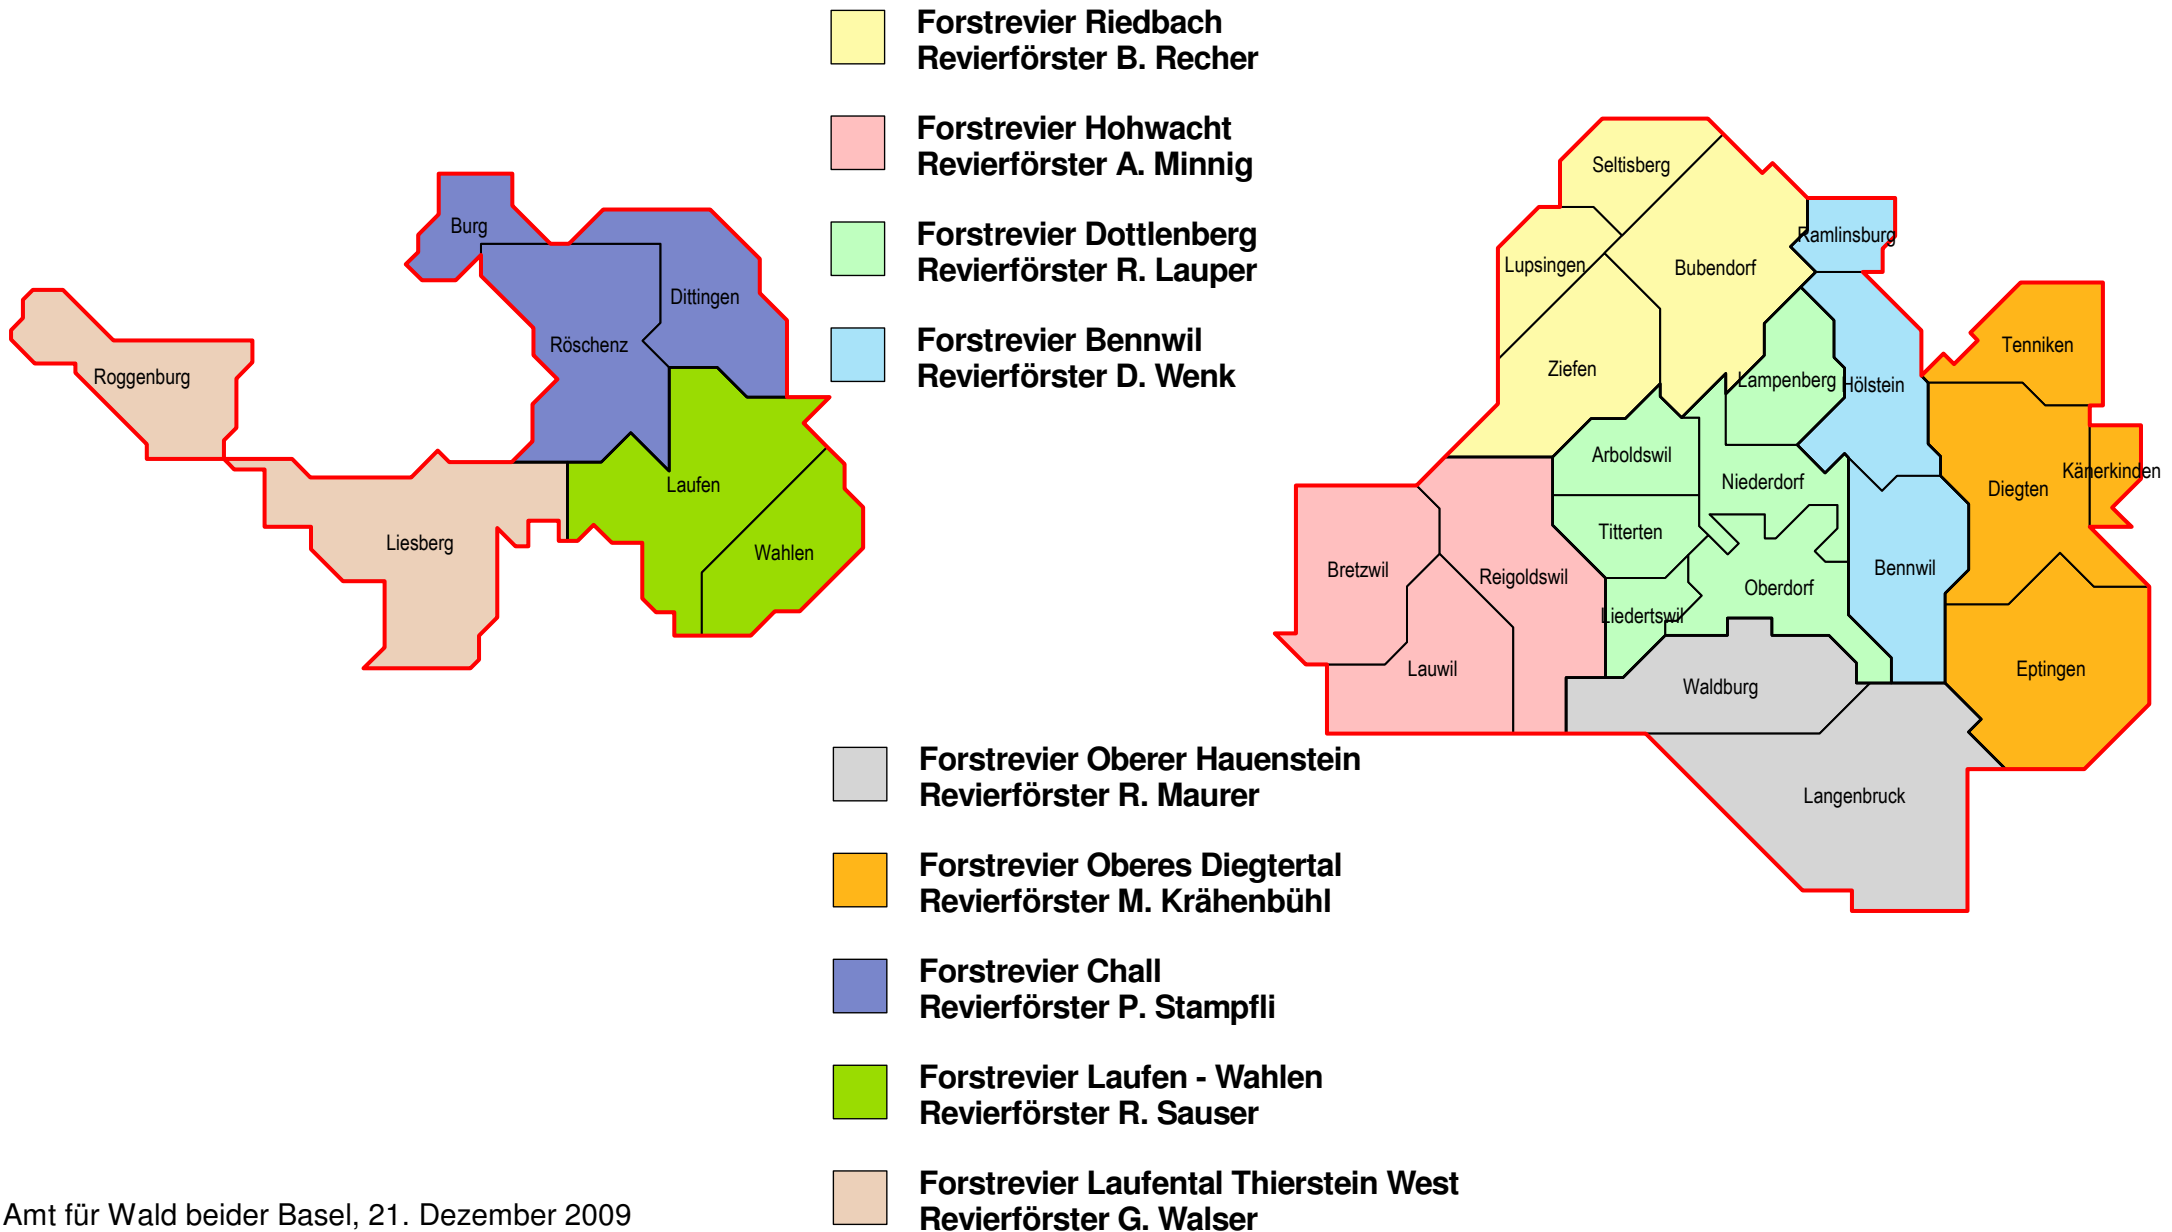 Forstrevier Riedbach
Revierförster B. Recher
Forstrevier Hohwacht
Revierförster A. Minnig
Forstrevier Dottlenberg
Revierförster R. Lauper
Forstrevier Bennwil
Revierförster D. Wenk
Burg
Dittingen
Röschenz
Roggenburg
Laufen
Liesberg
Wahlen
Seltisberg
Ramlinsburg
Lupsingen
Bubendorf
Tenniken
Ziefen
Lampenberg
Hölstein
Arboldswil
Känerkinden
Niederdorf
Diegten
Titterten
Bretzwil
Reigoldswil
Bennwil
Oberdorf
Liedertswil
Lauwil
Eptingen
Waldburg
Langenbruck
Forstrevier Oberer Hauenstein
Revierförster R. Maurer
Forstrevier Oberes Diegtertal
Revierförster M. Krähenbühl
Forstrevier Chall
Revierförster P. Stampfli
Forstrevier Laufen - Wahlen
Revierförster R. Sauser
Forstrevier Laufental Thierstein West
Revierförster G. Walser
Amt für Wald beider Basel, 21. Dezember 2009